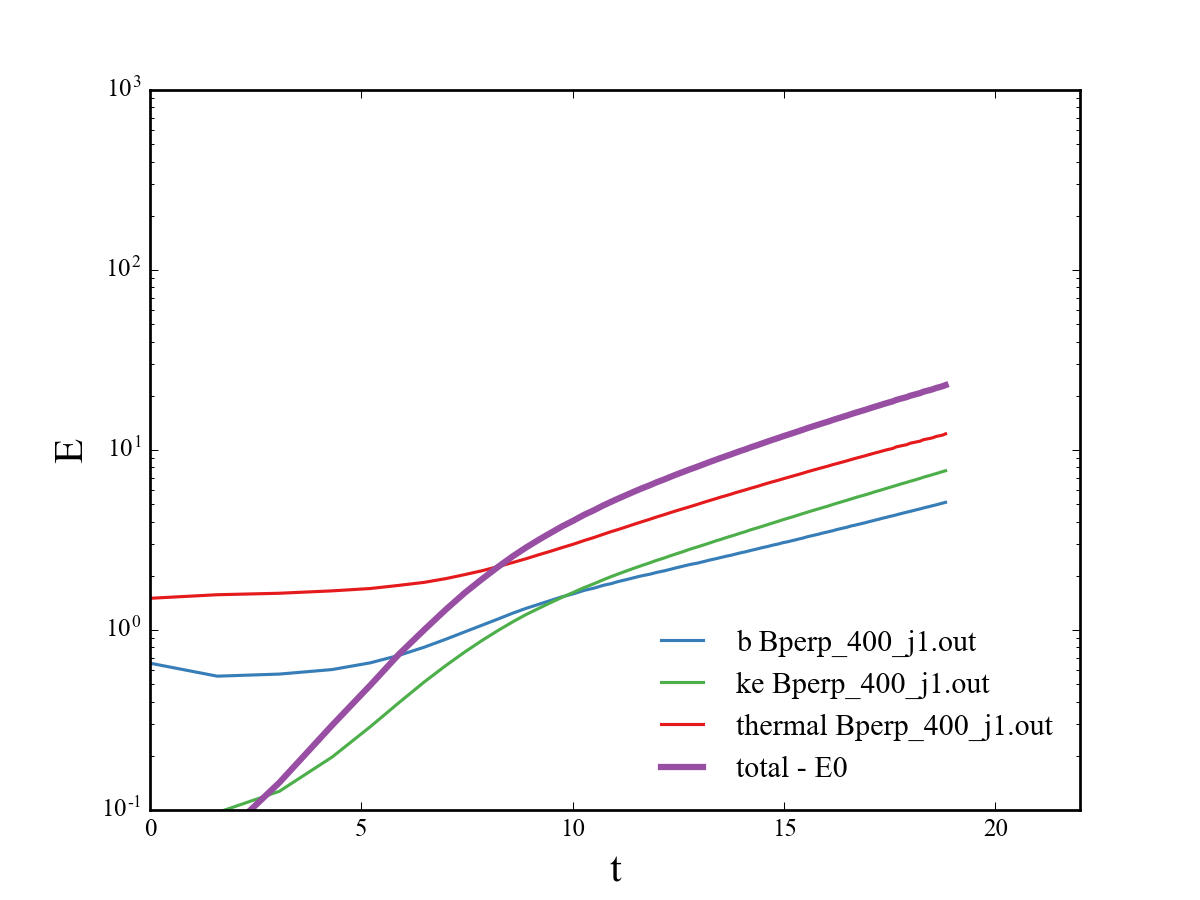 10^3
10^2
10^1
10^0
10^-1
E
0 5 10 15 20
t
b Bperp_400_j1.out
ke Bperp_400_j1.out
thermal Bperp_400_j1.out
total - E0